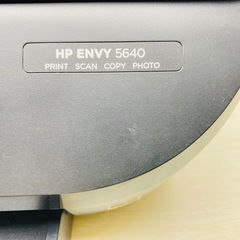 HP ENVY 5640
PRINT SCAN COPY PHOTO